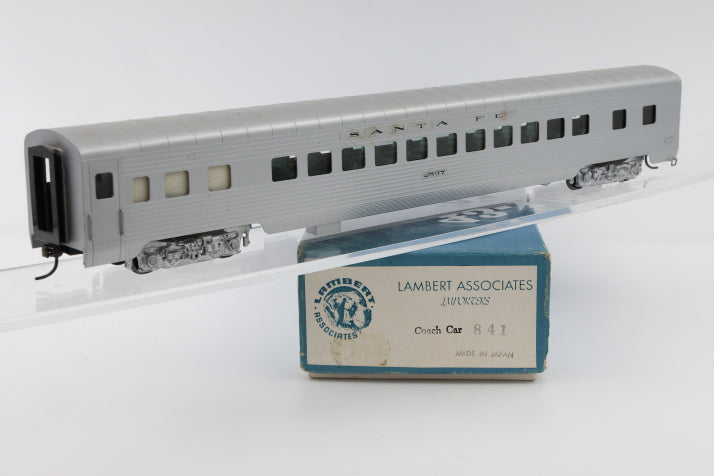 SANTA FE
LAMBERT
ASSOCIATES
LAMBERT ASSOCIATES
IMPORTERS
Coach Car 841
MADE IN JAPAN